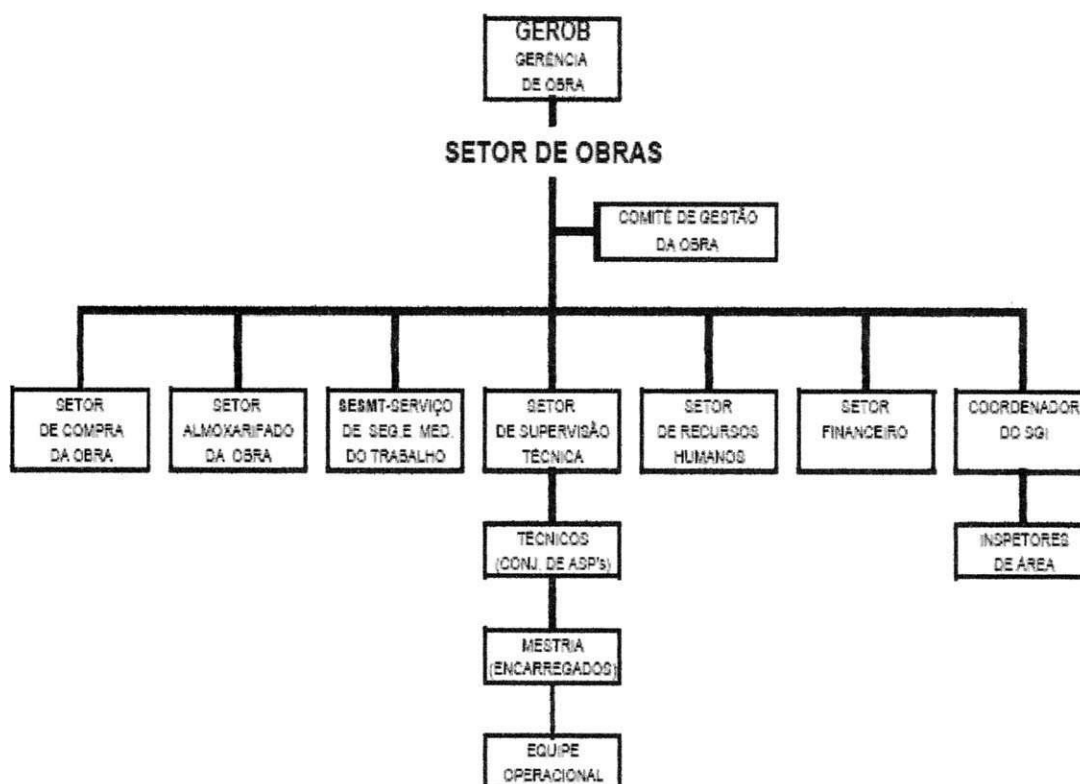 GEROB
GERÊNCIA
DE OBRA
SETOR DE OBRAS
COMITÊ DE GESTÃO
DA OBRA
SETOR
DE COMPRA
DA OBRA
SETOR
ALMOXARIFADO
DA OBRA
SESMT-SERVIÇO
DE SEG.E MED.
DO TRABALHO
SETOR
DE SUPERVISÃO
TÉCNICA
SETOR
DE RECURSOS
HUMANOS
SETOR
FINANCEIRO
COORDENADOR
DO SGI
TÉCNICOS
(CONJ. DE ASP's)
INSPETORES
DE ÁREA
MESTRIA
(ENCARREGADOS)
EQUIPE
OPERACIONAL